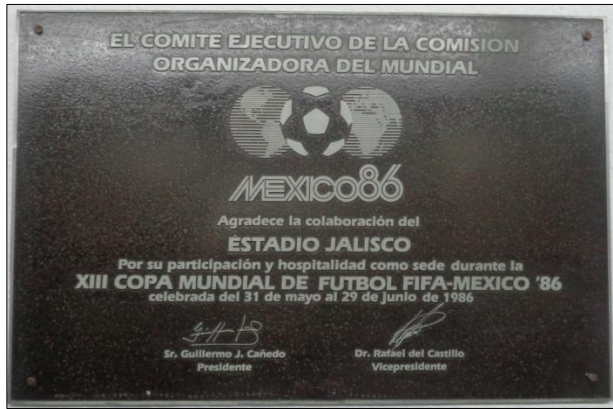 EL COMITE EJECUTIVO DE LA COMISION
ORGANIZADORA DEL MUNDIAL
MEXICO86
Agradece la colaboración del
ESTADIO JALISCO
Por su participación y hospitalidad como sede durante la
XIII COPA MUNDIAL DE FUTBOL FIFA-MEXICO '86
celebrada del 31 de mayo al 29 de junio de 1986
Sr. Guillermo J. Cañedo
Presidente
Dr. Rafael del Castillo
Vicepresidente